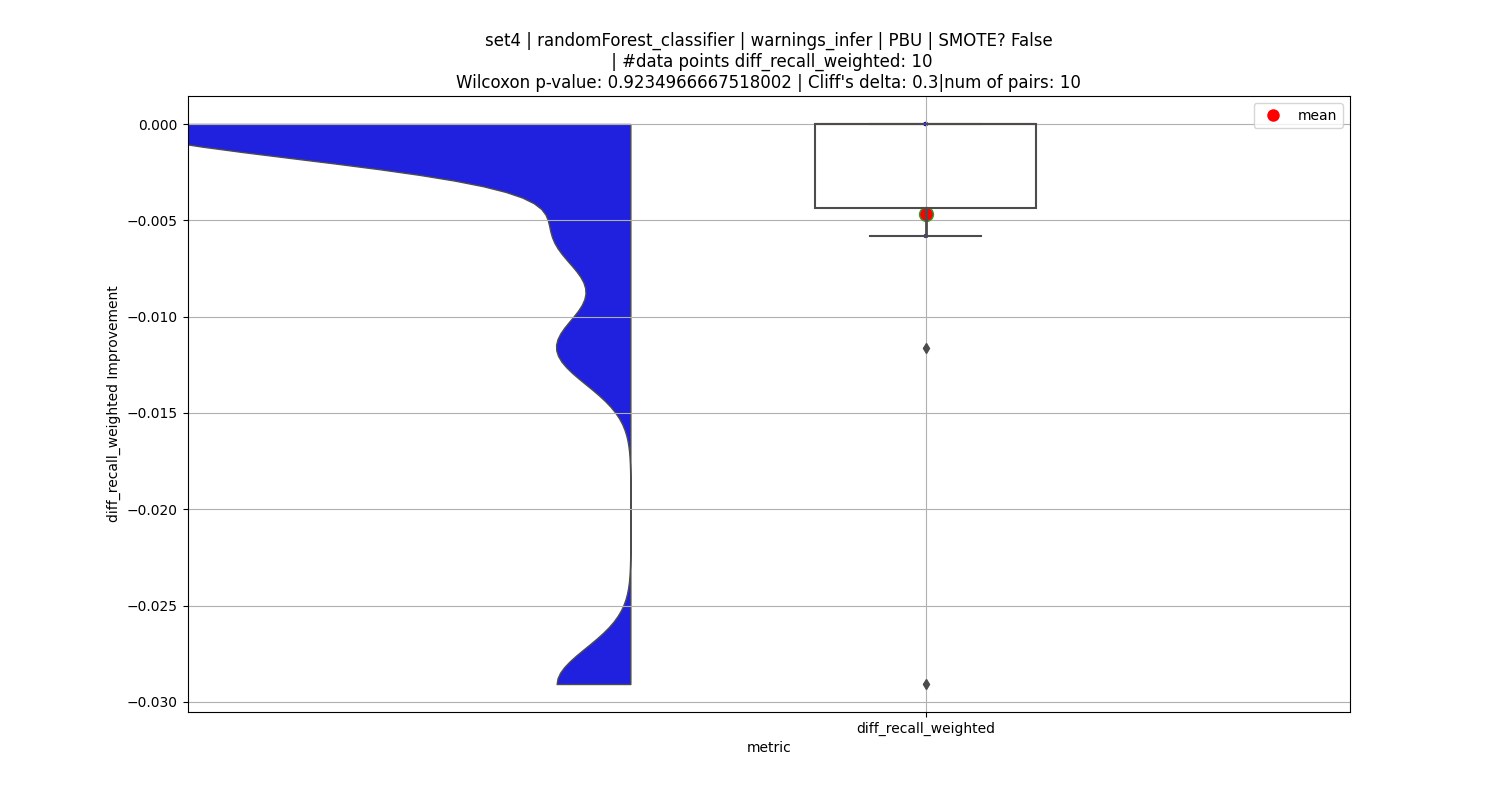 set4 | randomForest_classifier | warnings_infer | PBU | SMOTE? False
| #data points diff_recall_weighted: 10
Wilcoxon p-value: 0.9234966667518002 | Cliff's delta: 0.3|num of pairs: 10
mean
0.000
−0.005
−0.010
−0.015
−0.020
−0.025
−0.030
diff_recall_weighted Improvement
diff_recall_weighted
metric